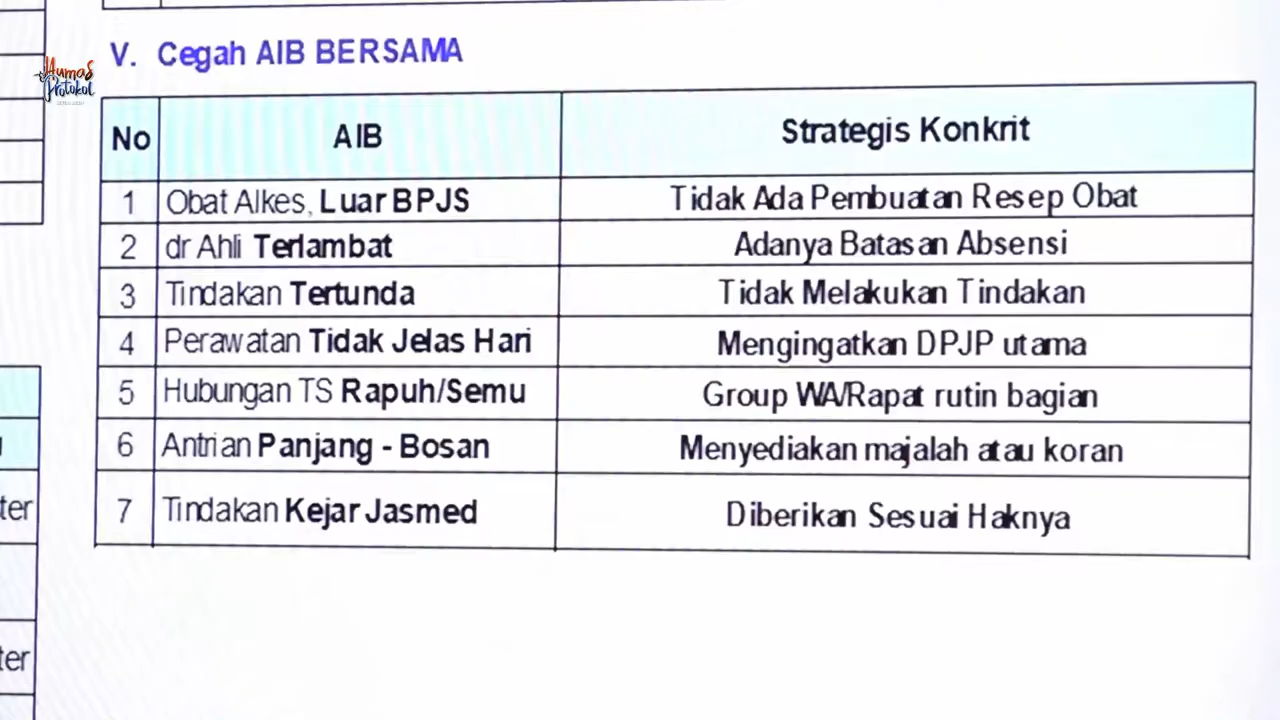 V. Cegah AIB BERSAMA
Humas
Protokol
No AIB Strategis Konkrit
1 Obat Alkes, Luar BPJS Tidak Ada Pembuatan Resep Obat
2 dr Ahli Terlambat Adanya Batasan Absensi
3 Tindakan Tertunda Tidak Melakukan Tindakan
4 Perawatan Tidak Jelas Hari Mengingatkan DPJP utama
5 Hubungan TS Rapuh/Semu Group WA/Rapat rutin bagian
6 Antrian Panjang - Bosan Menyediakan majalah atau koran
7 Tindakan Kejar Jasmed Diberikan Sesuai Haknya
ter
ter